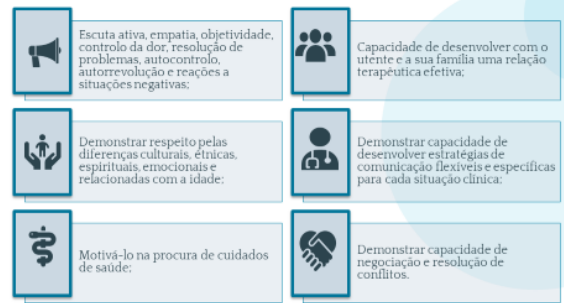 Escuta ativa, empatia, objetividade,
controlo da dor, resolução de
problemas, autocontrolo,
autorrevolução e reações a
situações negativas;
Capacidade de desenvolver com o
utente e a sua família uma relação
terapêutica efetiva;
Demonstrar respeito pelas
diferenças culturais, étnicas,
espirituais, emocionais e
relacionadas com a idade;
Demonstrar capacidade de
desenvolver estratégias de
comunicação flexíveis e específicas
para cada situação clínica;
Motivá-lo na procura de cuidados
de saúde;
Demonstrar capacidade de
negociação e resolução de
conflitos.